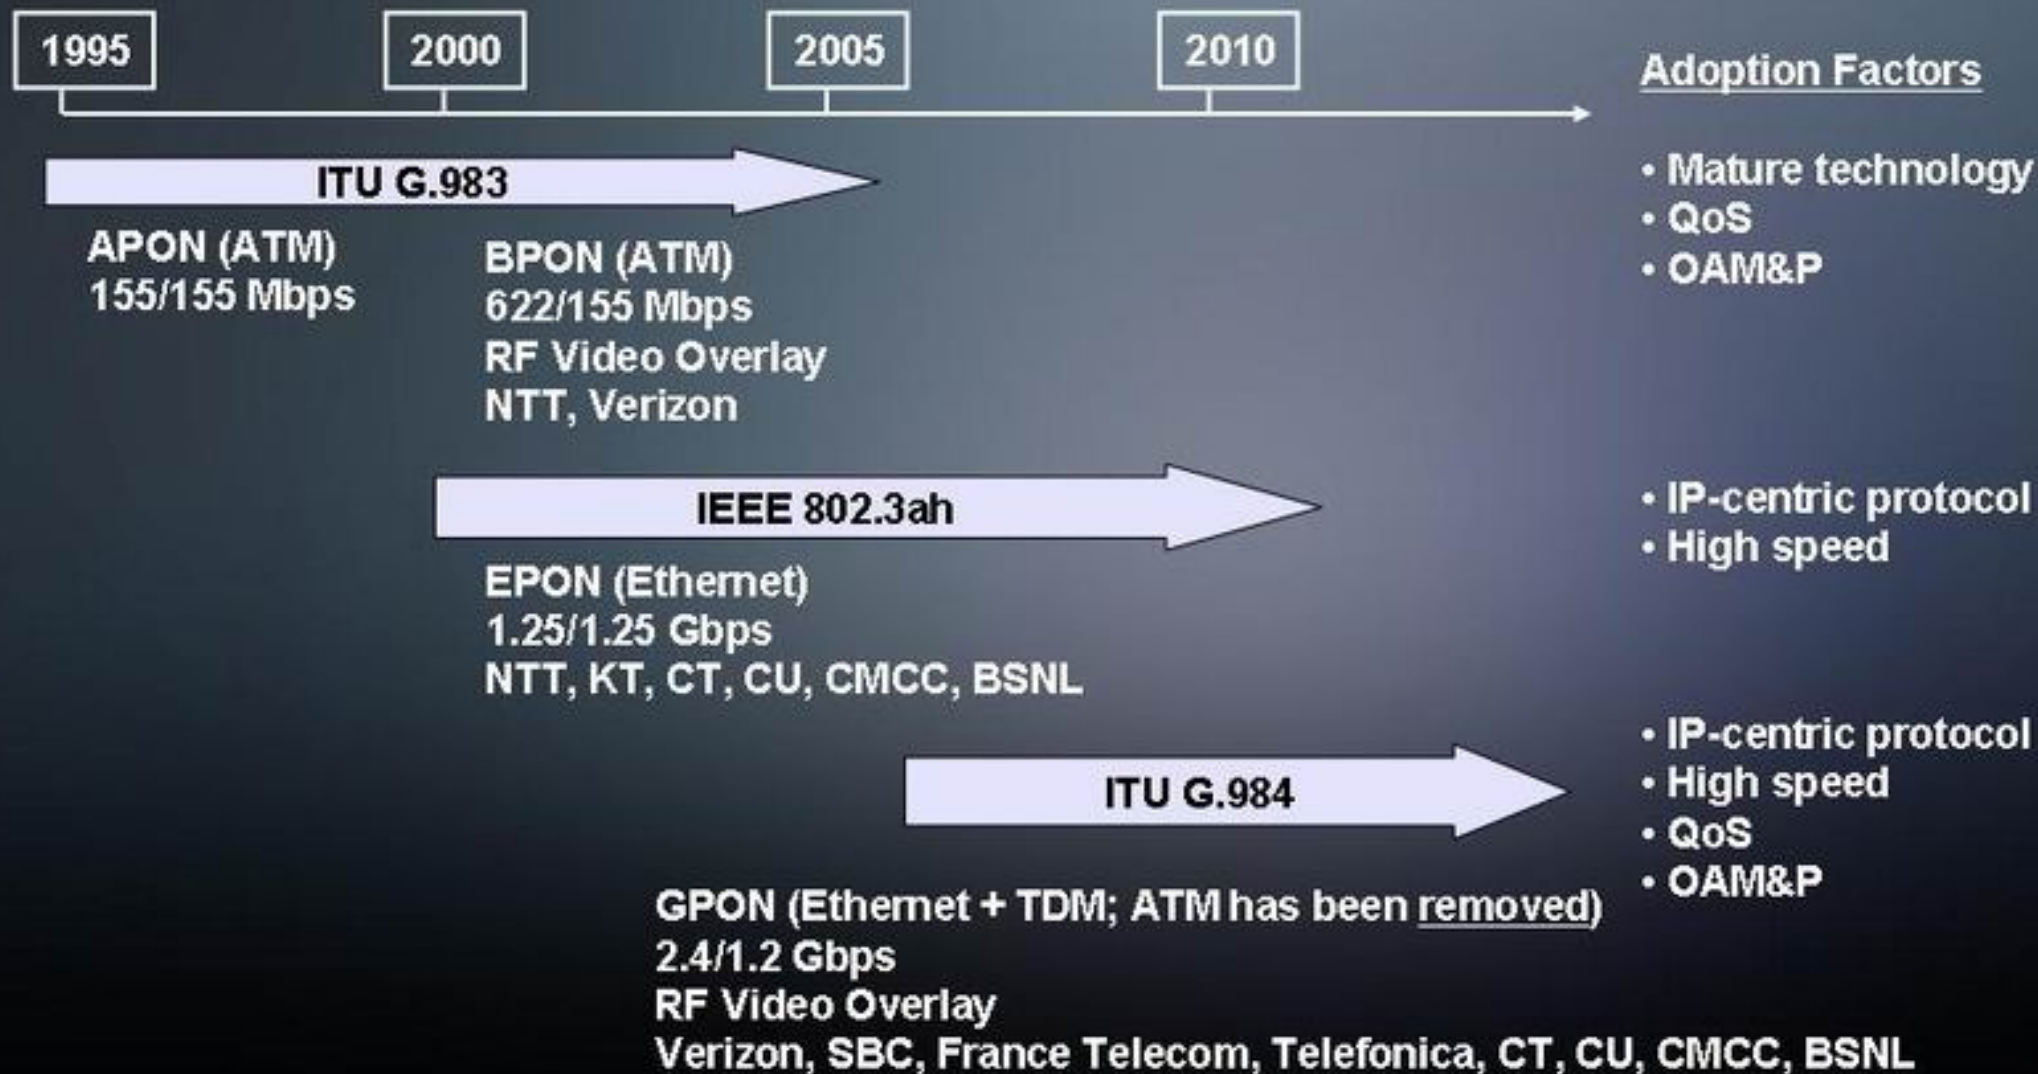 1995
2000
2005
2010
Adoption Factors
ITU G.983
APON (ATM)
155/155 Mbps
BPON (ATM)
622/155 Mbps
RF Video Overlay
NTT, Verizon
• Mature technology
• QoS
• OAM&P
IEEE 802.3ah
EPON (Ethernet)
1.25/1.25 Gbps
NTT, KT, CT, CU, CMCC, BSNL
• IP-centric protocol
• High speed
ITU G.984
GPON (Ethernet + TDM; ATM has been removed)
2.4/1.2 Gbps
RF Video Overlay
Verizon, SBC, France Telecom, Telefonica, CT, CU, CMCC, BSNL
• IP-centric protocol
• High speed
• QoS
• OAM&P